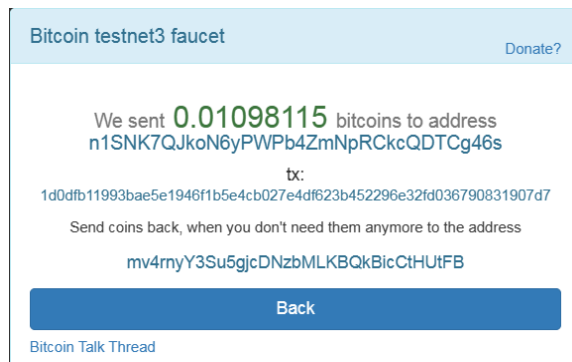 Bitcoin testnet3 faucet
Donate?
We sent 0.01098115 bitcoins to address
n1SNK7QJkoN6yPWPb4ZmNpRCkcQDTCg46s
tx:
1d0dfb11993bae5e1946f1b5e4cb027e4df623b452296e32fd036790831907d7
Send coins back, when you don't need them anymore to the address
mv4rnyY3Su5gjcDNzbMLKBQkBicCtHUtFB
Back
Bitcoin Talk Thread